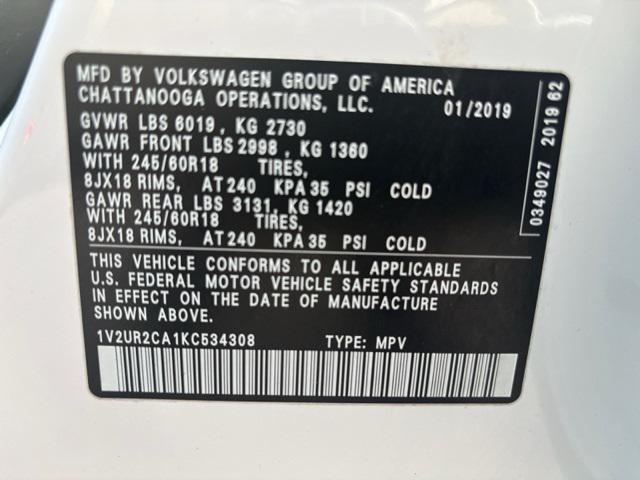 MFD BY VOLKSWAGEN GROUP OF AMERICA
CHATTANOOGA OPERATIONS, LLC. 01/2019
GVWR LBS 6019, KG 2730
GAWR FRONT LBS 2998, KG 1360
WITH 245/60R18 TIRES,
8JX18 RIMS, AT 240 KPA 35 PSI COLD
GAWR REAR LBS 3131, KG 1420
WITH 245/60R18 TIRES,
8JX18 RIMS, AT 240 KPA 35 PSI COLD
THIS VEHICLE CONFORMS TO ALL APPLICABLE
U.S. FEDERAL MOTOR VEHICLE SAFETY STANDARDS
IN EFFECT ON THE DATE OF MANUFACTURE
SHOWN ABOVE.
1V2UR2CA1KC534308 TYPE: MPV
0349027 2019 62